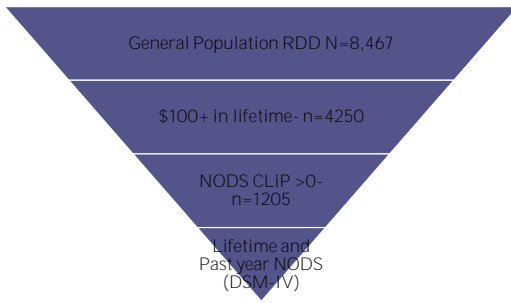 General Population RDD N=8,467
$100+ in lifetime- n=4250
NODS CLiP >0-
n=1205
Lifetime and
Past year NODS
(DSM-IV)